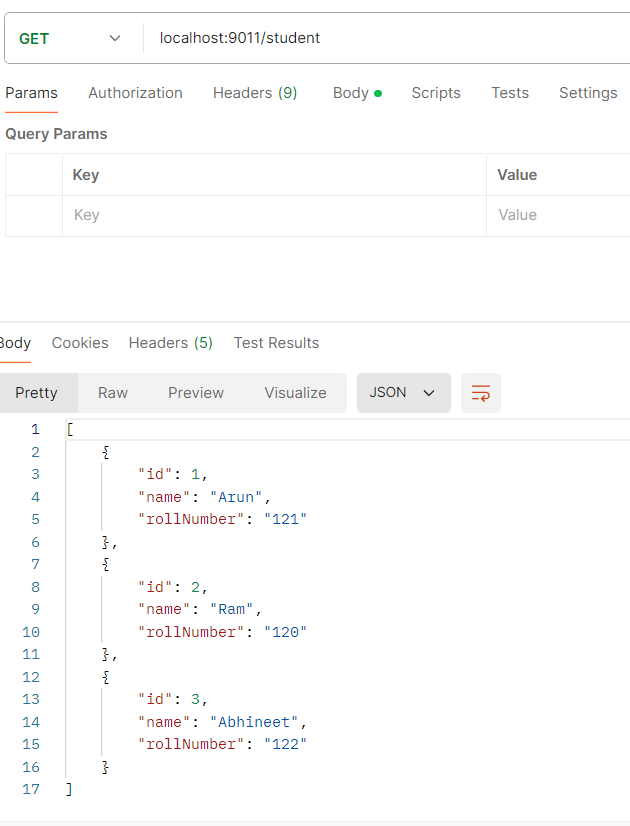 GET localhost:9011/student
Params Authorization Headers (9) Body Scripts Tests Settings
Query Params
Key Value
Key Value
Body Cookies Headers (5) Test Results
Pretty Raw Preview Visualize JSON
1 [
2 {
3 "id": 1,
4 "name": "Arun",
5 "rollNumber": "121"
6 },
7 {
8 "id": 2,
9 "name": "Ram",
10 "rollNumber": "120"
11 },
12 {
13 "id": 3,
14 "name": "Abhineet",
15 "rollNumber": "122"
16 }
17 ]